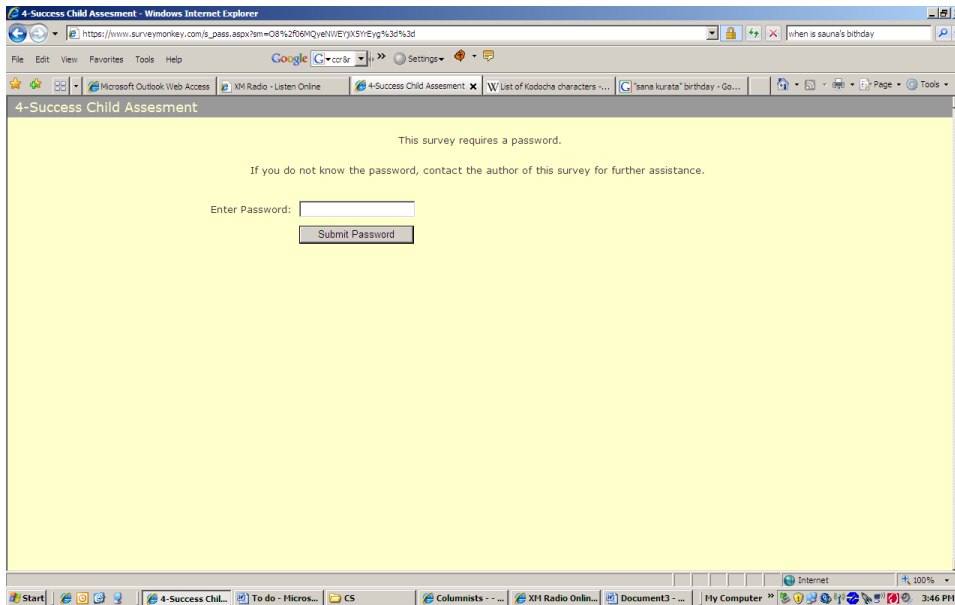 4-Success Child Assesment - Windows Internet Explorer
https://www.surveymonkey.com/s_pass.aspx?sm=O8%2f06MQyeNWEYJX5YrEyg%3d%3d
when is sauna's bithday
File Edit View Favorites Tools Help
Google G ccr&r Settings
Microsoft Outlook Web Access XM Radio - Listen Online 4-Success Child Assesment W List of Kodocha characters -... G "sana kurata" birthday - Go... Page Tools
4-Success Child Assesment
This survey requires a password.
If you do not know the password, contact the author of this survey for further assistance.
Enter Password:
Submit Password
Internet 100%
Start 4-Success Chil... To do - Micros... CS Columnists - - ... XM Radio Onlin... Document3 - ... My Computer » 3:46 PM